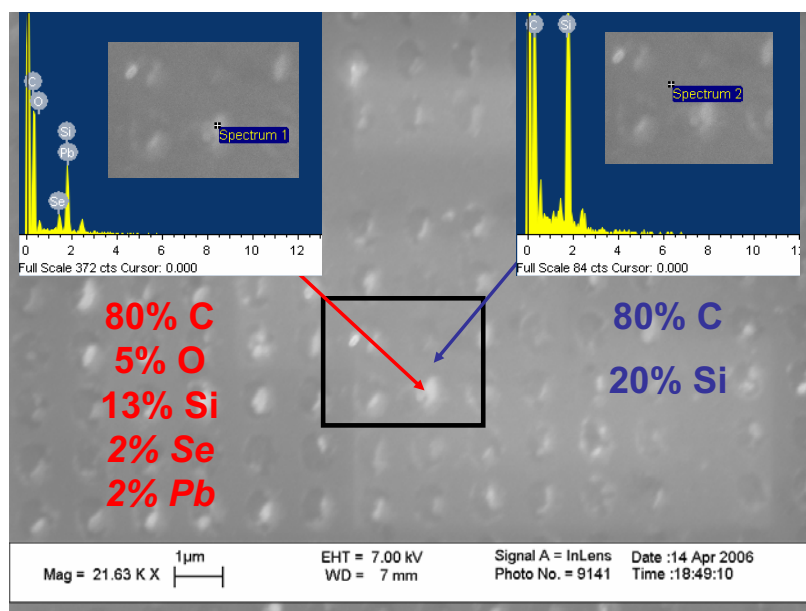 C
O
Si
Pb
Se
Spectrum 1
0 2 4 6 8 10 12
Full Scale 372 cts Cursor: 0.000
C
Si
Spectrum 2
0 2 4 6 8 10 1
Full Scale 84 cts Cursor: 0.000
80% C
5% O
13% Si
2% Se
2% Pb
80% C
20% Si
Mag = 21.63 K X
1µm
EHT = 7.00 kV
WD = 7 mm
Signal A = InLens
Photo No. = 9141
Date :14 Apr 2006
Time :18:49:10